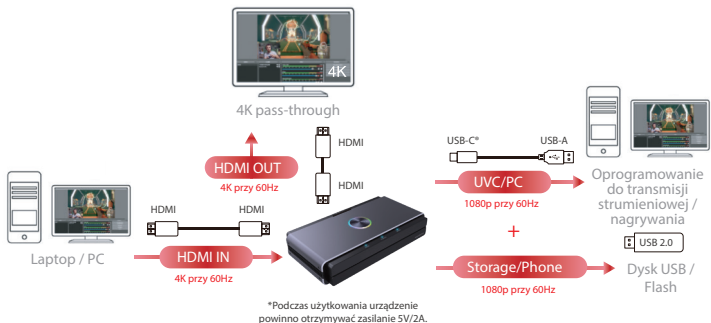 4K
4K pass-through
HDMI
HDMI OUT
4K przy 60Hz
HDMI
USB-C*
USB-A
UVC/PC
1080p przy 60Hz
Oprogramowanie
do transmisji
strumieniowej /
nagrywania
HDMI
HDMI
Laptop / PC
HDMI IN
4K przy 60Hz
+
Storage/Phone
1080p przy 60Hz
USB 2.0
Dysk USB /
Flash
*Podczas użytkowania urządzenie
powinno otrzymywać zasilanie 5V/2A.